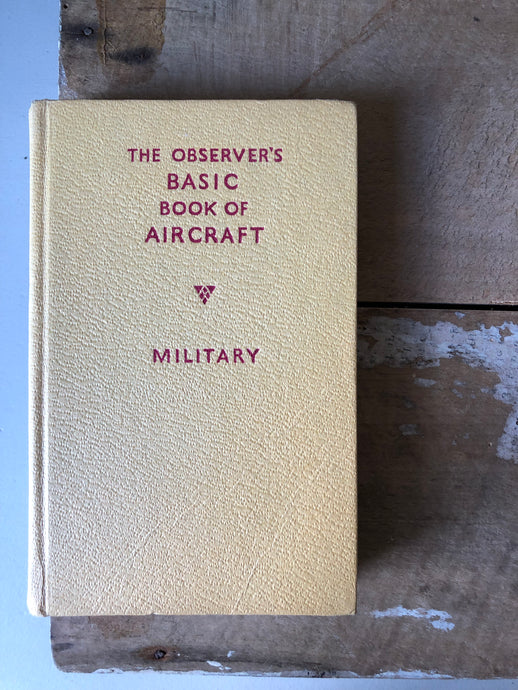 THE OBSERVER'S
BASIC
BOOK OF
AIRCRAFT
MILITARY